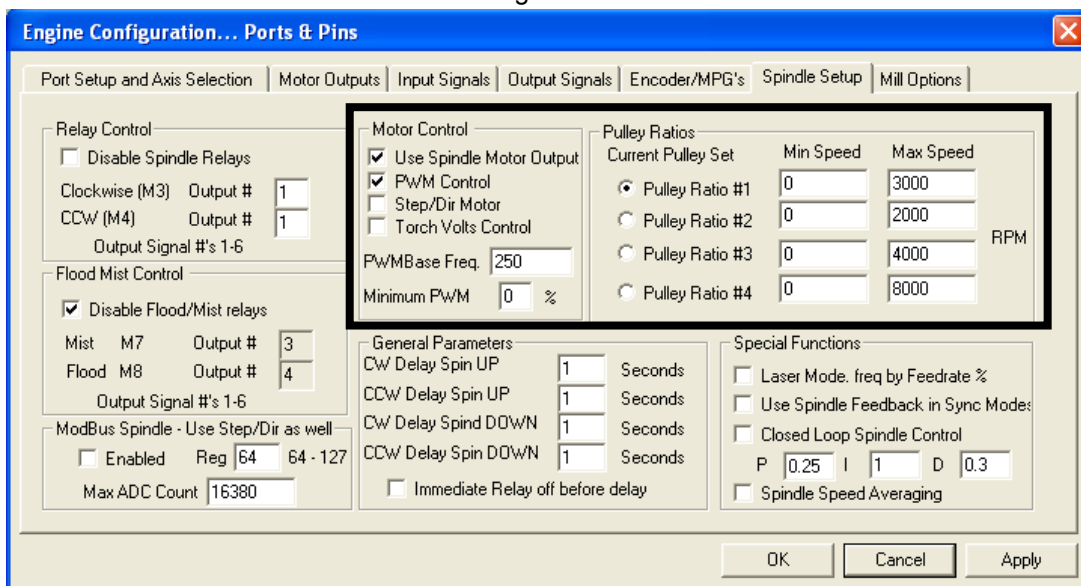 Engine Configuration... Ports & Pins
Port Setup and Axis Selection
Motor Outputs
Input Signals
Output Signals
Encoder/MPG's
Spindle Setup
Mill Options
Relay Control
Disable Spindle Relays
Clockwise (M3) Output # 1
CCW (M4) Output # 1
Output Signal #'s 1-6
Flood Mist Control
Disable Flood/Mist relays
Mist M7 Output # 3
Flood M8 Output # 4
Output Signal #'s 1-6
ModBus Spindle - Use Step/Dir as well
Enabled Reg 64 64 - 127
Max ADC Count 16380
Motor Control
Use Spindle Motor Output
PWM Control
Step/Dir Motor
Torch Volts Control
PWMBase Freq. 250
Minimum PWM 0 %
Pulley Ratios
Current Pulley Set Min Speed Max Speed
Pulley Ratio #1 0 3000
Pulley Ratio #2 0 2000
RPM
Pulley Ratio #3 0 4000
Pulley Ratio #4 0 8000
General Parameters
CW Delay Spin UP 1 Seconds
CCW Delay Spin UP 1 Seconds
CW Delay Spind DOWN 1 Seconds
CCW Delay Spin DOWN 1 Seconds
Immediate Relay off before delay
Special Functions
Laser Mode. freq by Feedrate %
Use Spindle Feedback in Sync Modes
Closed Loop Spindle Control
P 0.25 I 1 D 0.3
Spindle Speed Averaging
OK
Cancel
Apply